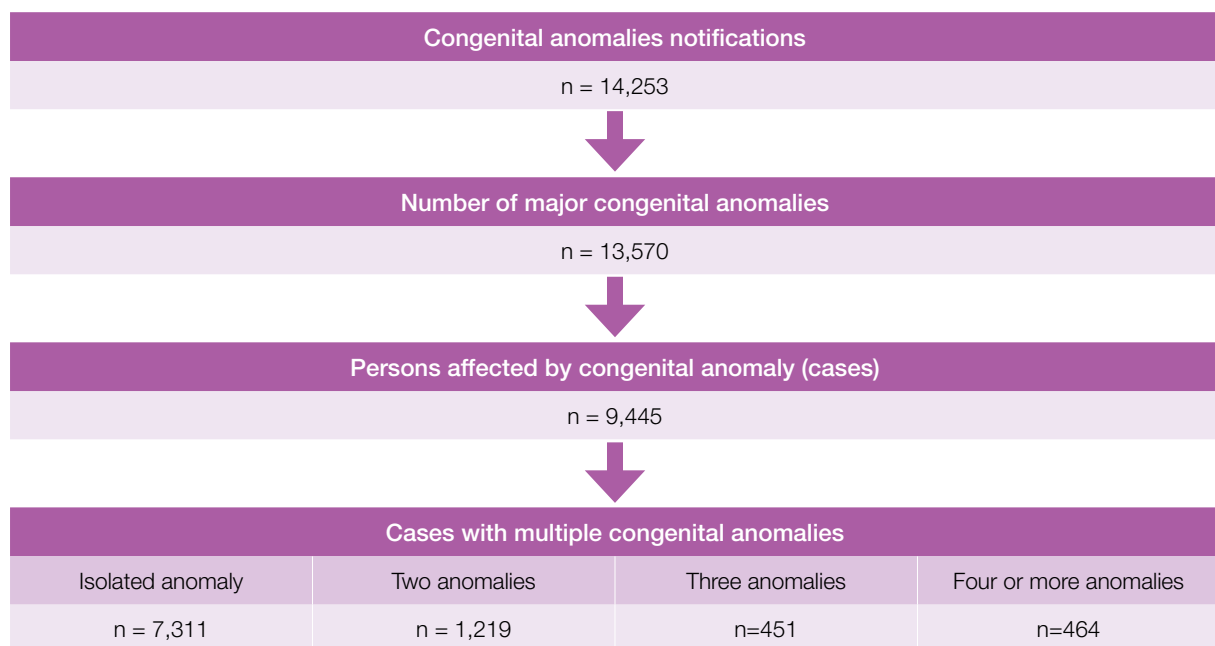 Congenital anomalies notifications
n = 14,253
Number of major congenital anomalies
n = 13,570
Persons affected by congenital anomaly (cases)
n = 9,445
Cases with multiple congenital anomalies
Isolated anomaly Two anomalies Three anomalies Four or more anomalies
n = 7,311 n = 1,219 n=451 n=464